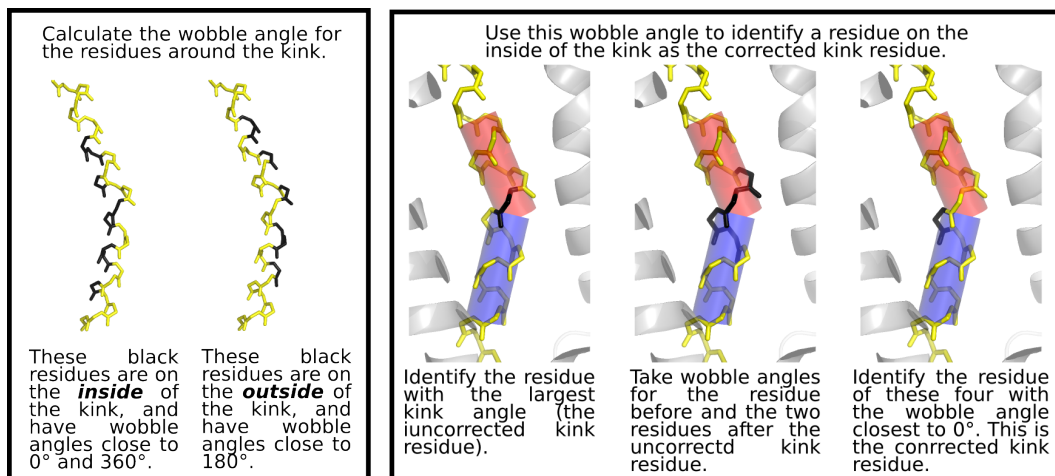 Calculate the wobble angle for
the residues around the kink.
These black
residues are on
the inside of
the kink, and
have wobble
angles close to
0° and 360°.
These black
residues are on
the outside of
the kink, and
have wobble
angles close to
180°.
Use this wobble angle to identify a residue on the
inside of the kink as the corrected kink residue.
Identify the residue
with the largest
kink angle (the
iuncorrected kink
residue).
Take wobble angles
for the residue
before and the two
residues after the
uncorrectd kink
residue.
Identify the residue
of these four with
the wobble angle
closest to 0°. This is
the conrrected kink
residue.